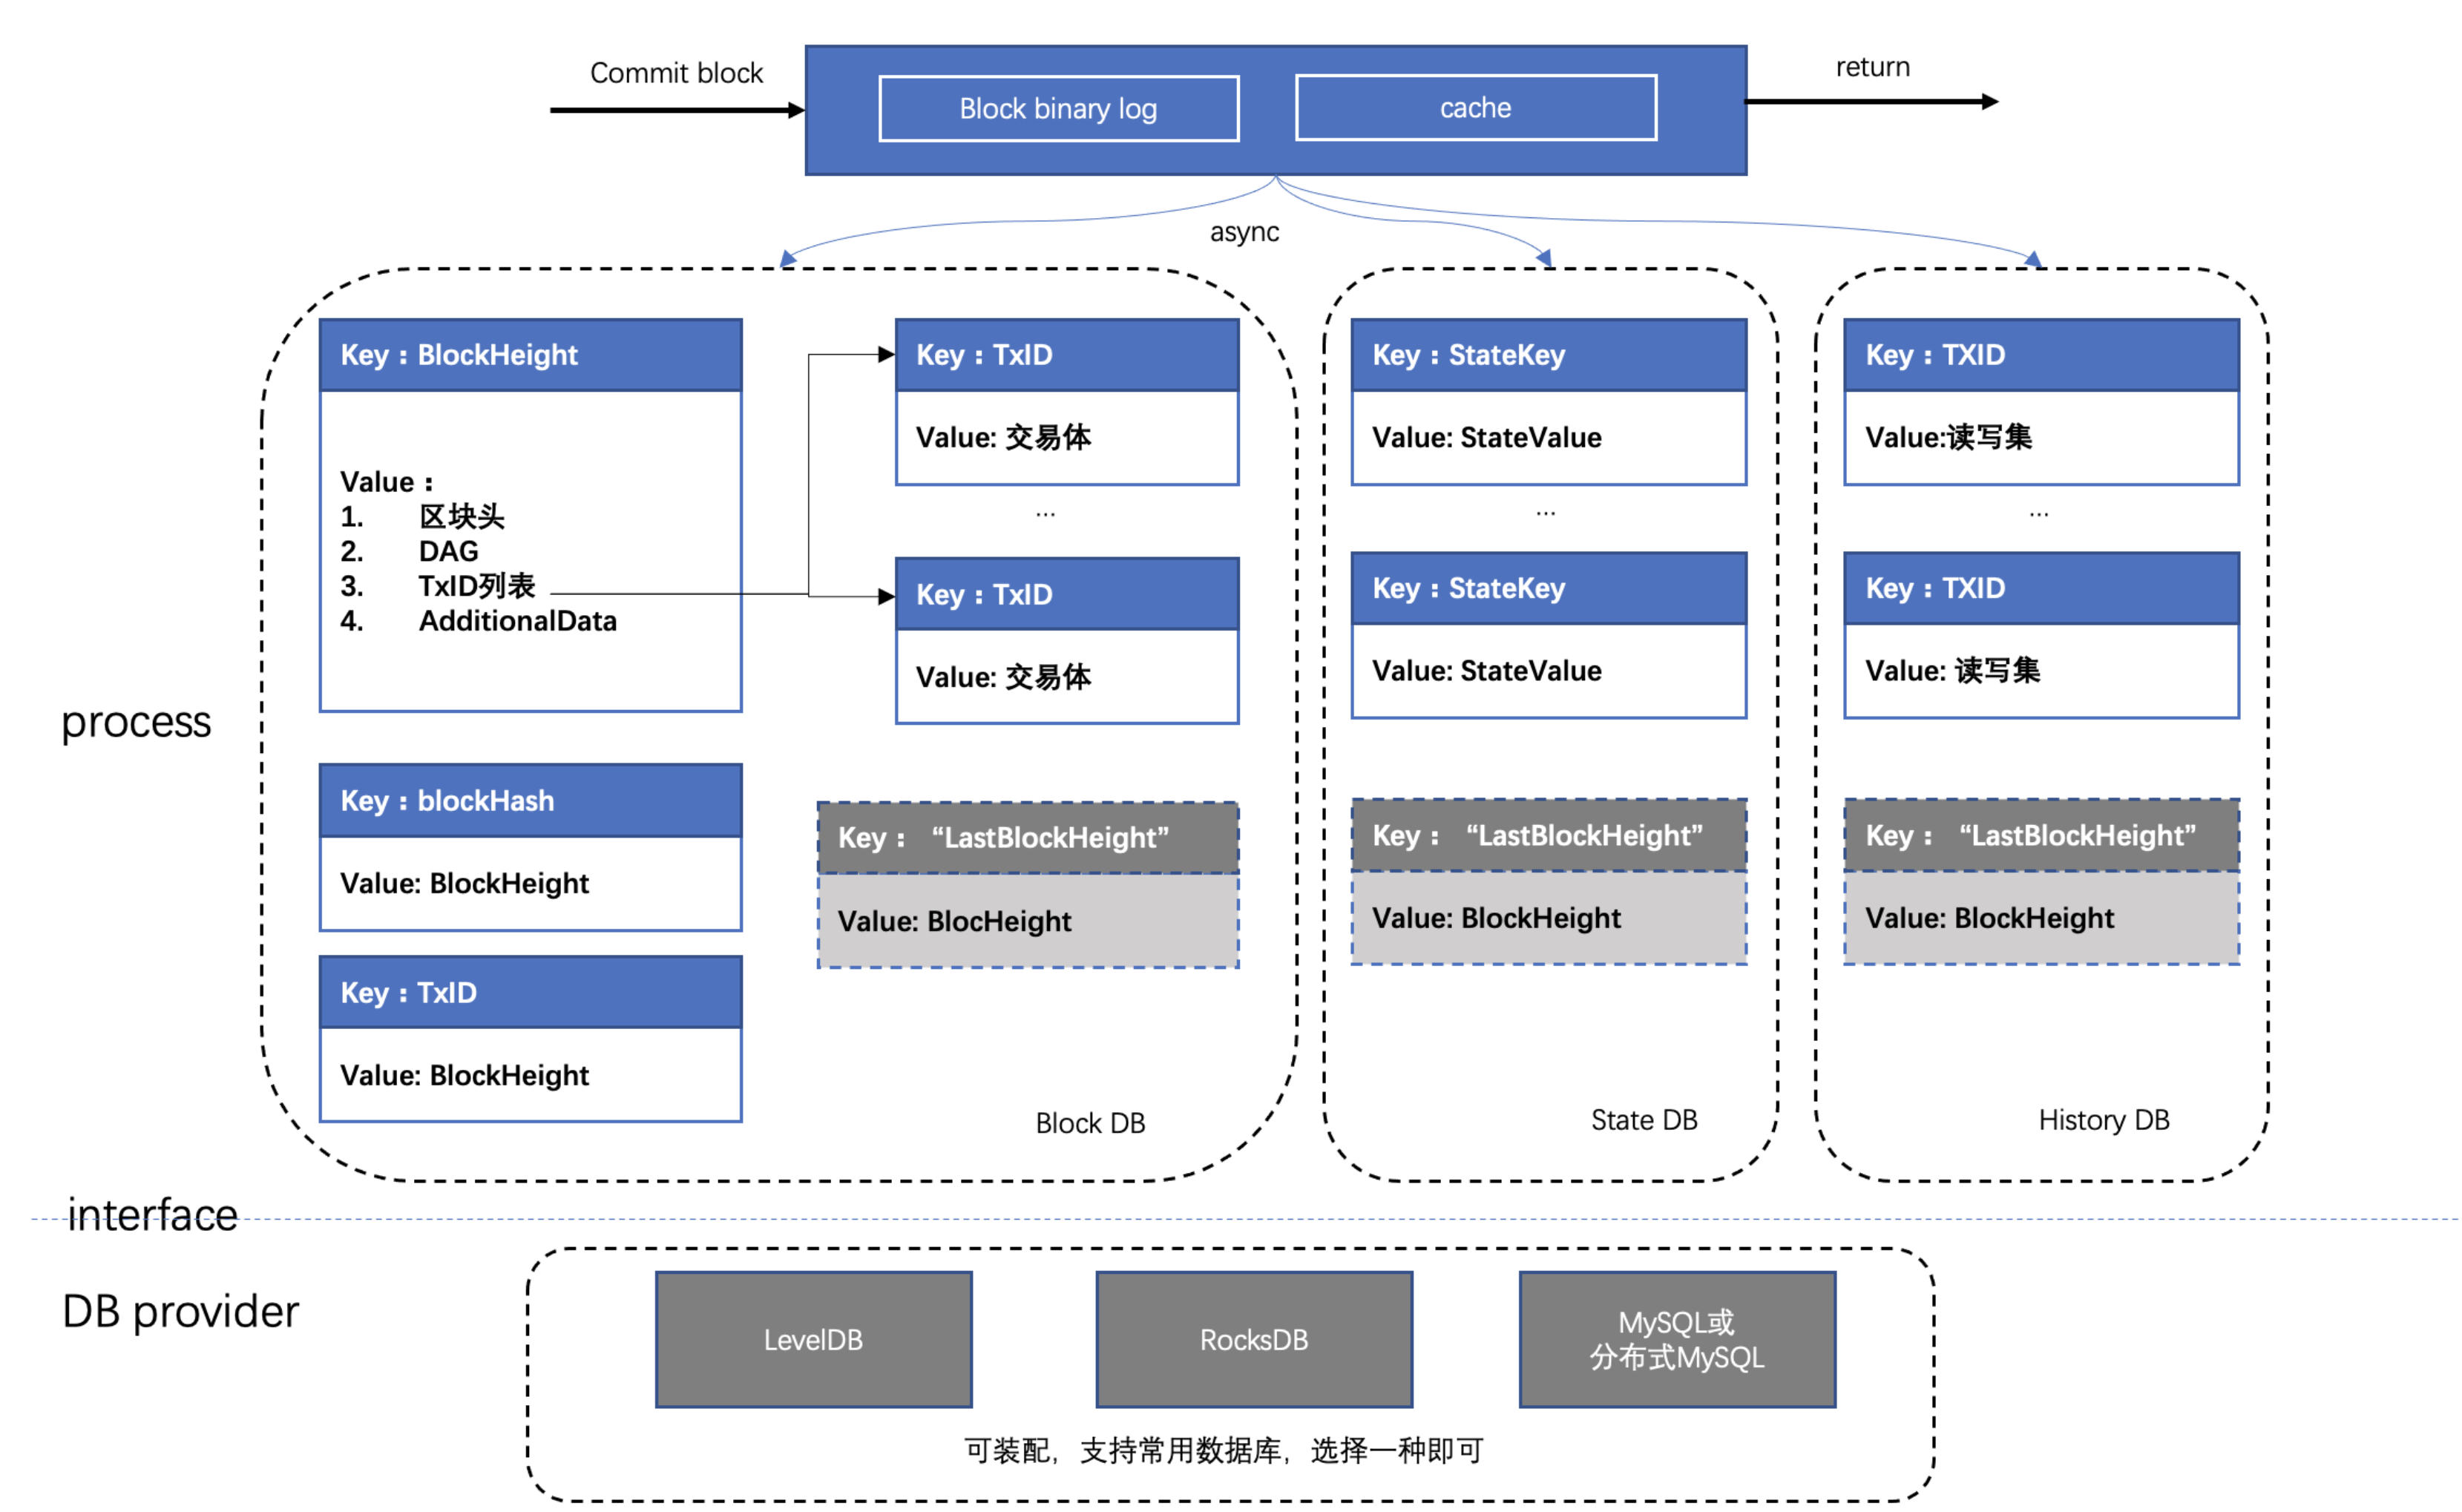 Commit block
Block binary log
cache
return
async
Key：BlockHeight
Value：
1. 区块头
2. DAG
3. TxID列表
4. AdditionalData
Key：TxID
Value: 交易体
...
Key：TxID
Value: 交易体
Key：blockHash
Value: BlockHeight
Key：TxID
Value: BlockHeight
Key： “LastBlockHeight”
Value: BlocHeight
Block DB
Key：StateKey
Value: StateValue
...
Key：StateKey
Value: StateValue
Key： “LastBlockHeight”
Value: BlockHeight
State DB
Key：TXID
Value:读写集
...
Key：TXID
Value: 读写集
Key： “LastBlockHeight”
Value: BlockHeight
History DB
process
interface
DB provider
LevelDB
RocksDB
MySQL或
分布式MySQL
可装配，支持常用数据库，选择一种即可